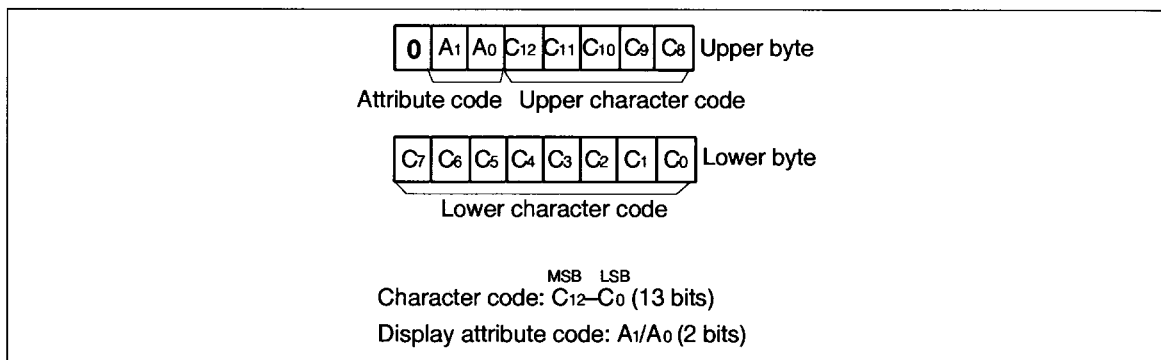 0 A1 A0 C12 C11 C10 C9 C8 Upper byte
Attribute code Upper character code
C7 C6 C5 C4 C3 C2 C1 C0 Lower byte
Lower character code
MSB LSB
Character code: C12–C0 (13 bits)
Display attribute code: A1/A0 (2 bits)